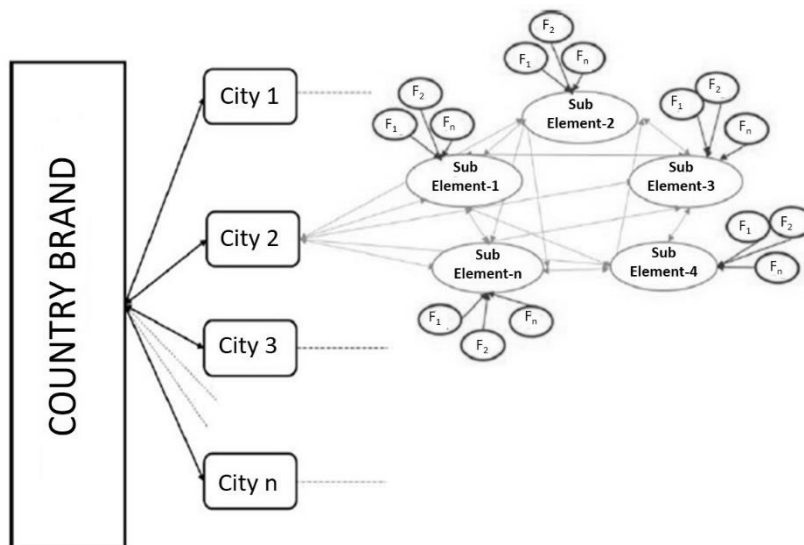 COUNTRY BRAND
City 1
City 2
City 3
City n
F₂
F₁
Fₙ
Sub
Element-2
F₂
F₁
Fₙ
Sub
Element-1
F₂
F₁
Fₙ
Sub
Element-3
Sub
Element-n
F₁
F₂
Fₙ
Sub
Element-4
F₁
F₂
Fₙ